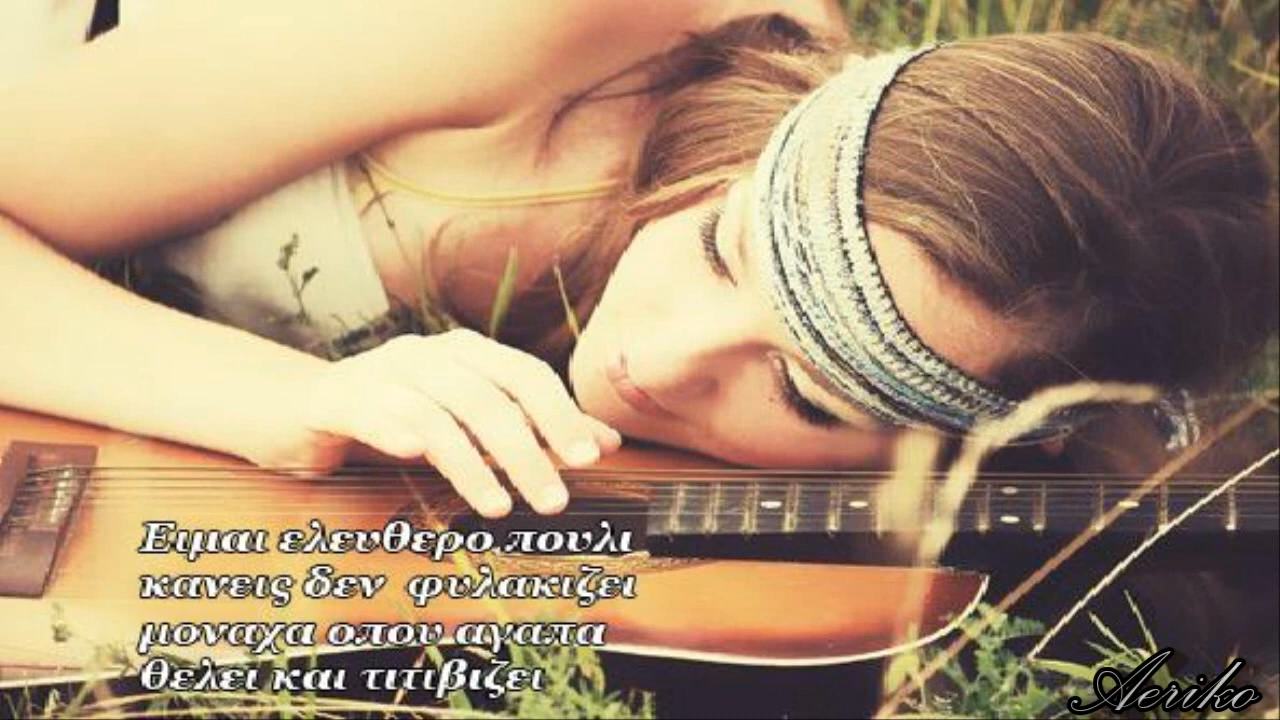 Ειμαι ελευθερο πουλι
κανεις δεν φυλακιζει
μοναχα οπου αγαπα
θελει και τιτιβιζει
Aeriko